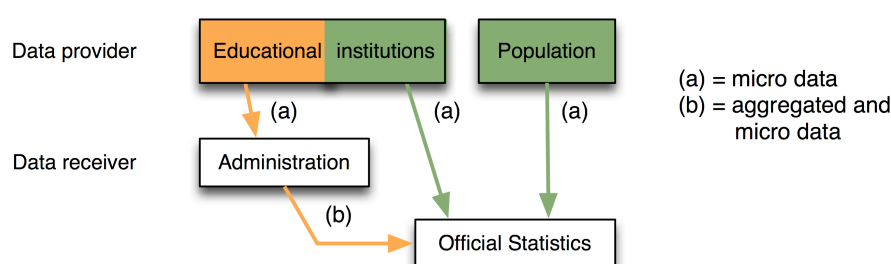 Data provider
Educational institutions
Population
(a) = micro data
(b) = aggregated and
micro data
(a)
(a)
(a)
Data receiver
Administration
(b)
Official Statistics